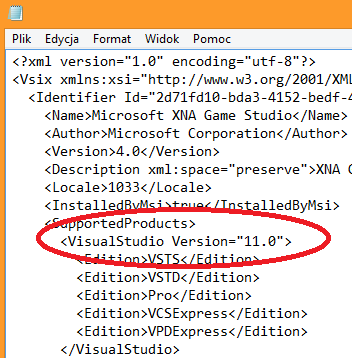 Plik Edycja Format Widok Pomoc
<?xml version="1.0" encoding="utf-8"?>
<Vsix xmlns:xsi="http://www.w3.org/2001/XML
<Identifier Id="2d71fd10-bda3-4152-bedf-4
<Name>Microsoft XNA Game Studio</Name>
<Author>Microsoft Corporation</Author>
<Version>4.0</Version>
<Description xml:space="preserve">XNA G
<Locale>1033</Locale>
<InstalledByMsi>true</InstalledByMsi>
<SupportedProducts>
<VisualStudio Version="11.0">
<Edition>VSTS</Edition>
<Edition>VSTD</Edition>
<Edition>Pro</Edition>
<Edition>VCSExpress</Edition>
<Edition>VPDExpress</Edition>
</VisualStudio>